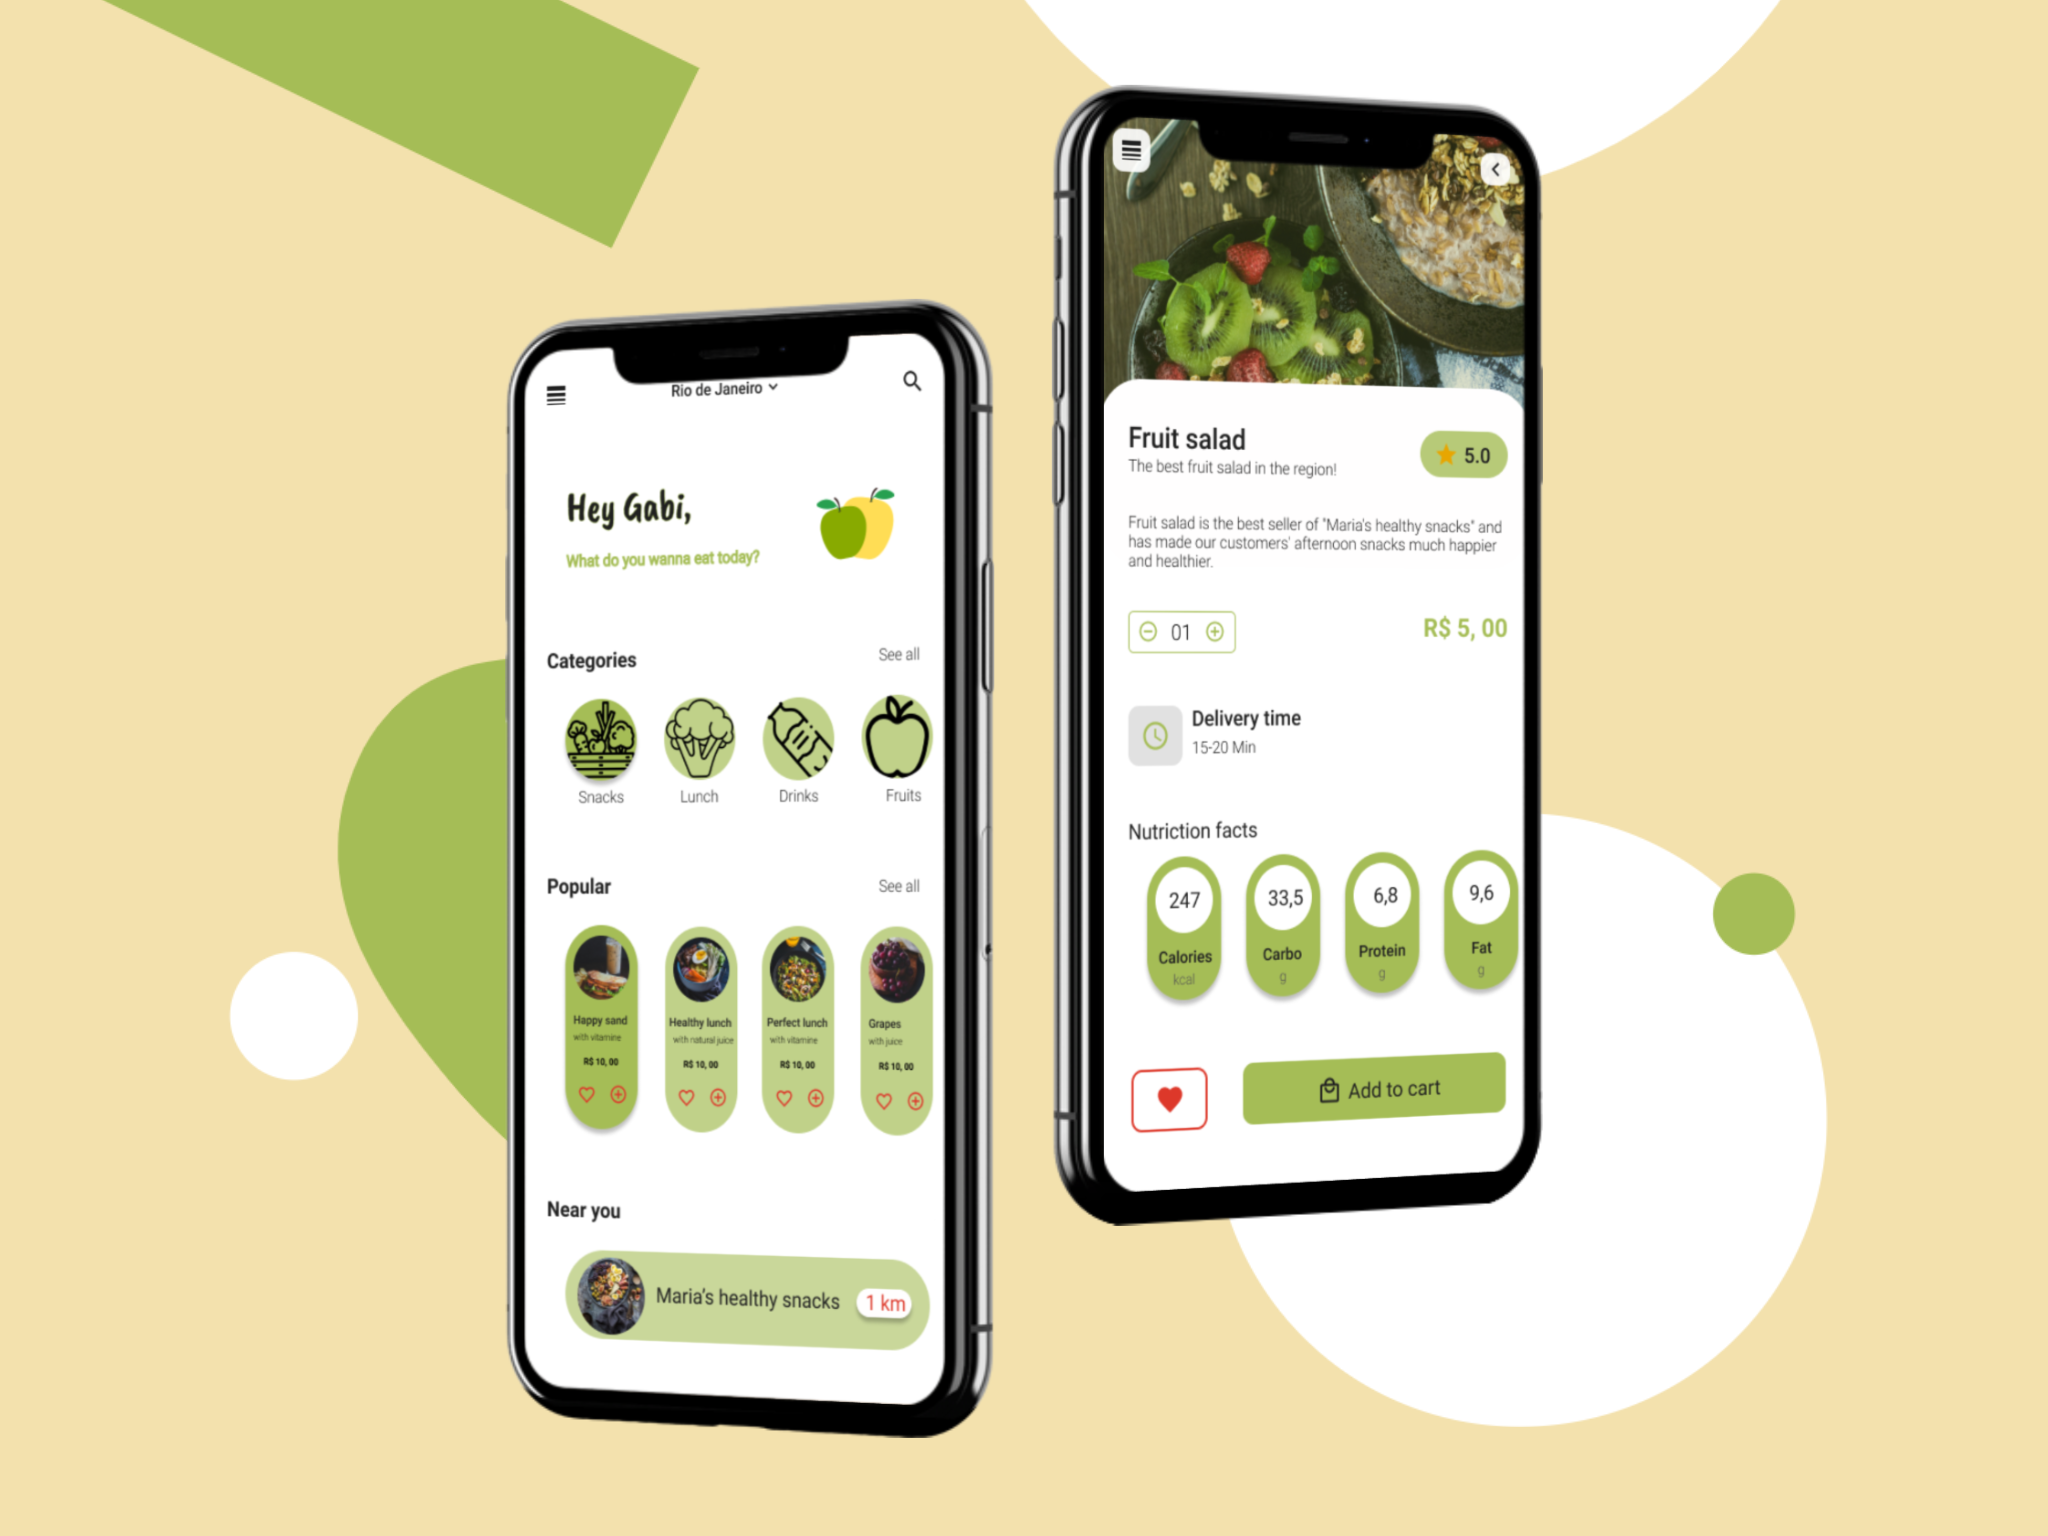 Rio de Janeiro
Hey Gabi,
What do you wanna eat today?
Categories
See all
Snacks
Lunch
Drinks
Fruits
Popular
See all
Happy sand
with vitamine
R$ 10, 00
Healthy lunch
with natural juice
R$ 10, 00
Perfect lunch
with vitamine
R$ 10, 00
Grapes
with juice
R$ 10, 00
Near you
Maria's healthy snacks
1 km
Fruit salad
The best fruit salad in the region!
5.0
Fruit salad is the best seller of "Maria's healthy snacks" and
has made our customers' afternoon snacks much happier
and healthier.
01
R$ 5, 00
Delivery time
15-20 Min
Nutriction facts
247
Calories
kcal
33,5
Carbo
g
6,8
Protein
g
9,6
Fat
g
Add to cart